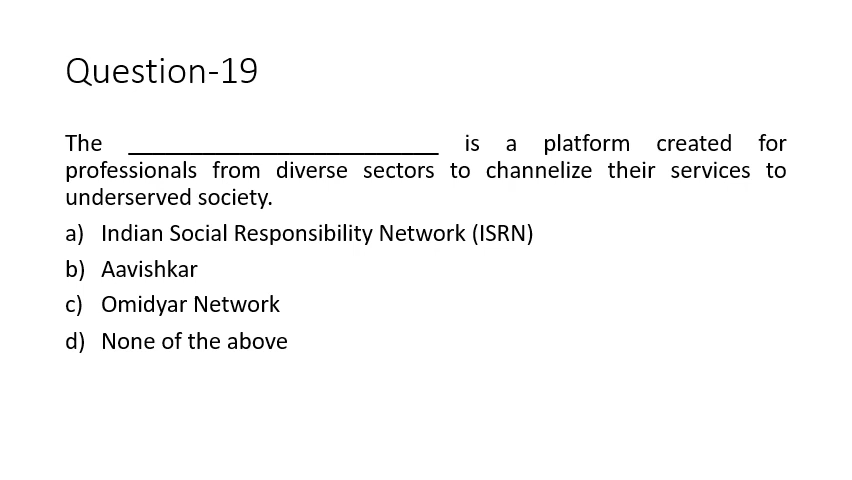 Question-19
The __________________________ is a platform created for
professionals from diverse sectors to channelize their services to
underserved society.
a) Indian Social Responsibility Network (ISRN)
b) Aavishkar
c) Omidyar Network
d) None of the above